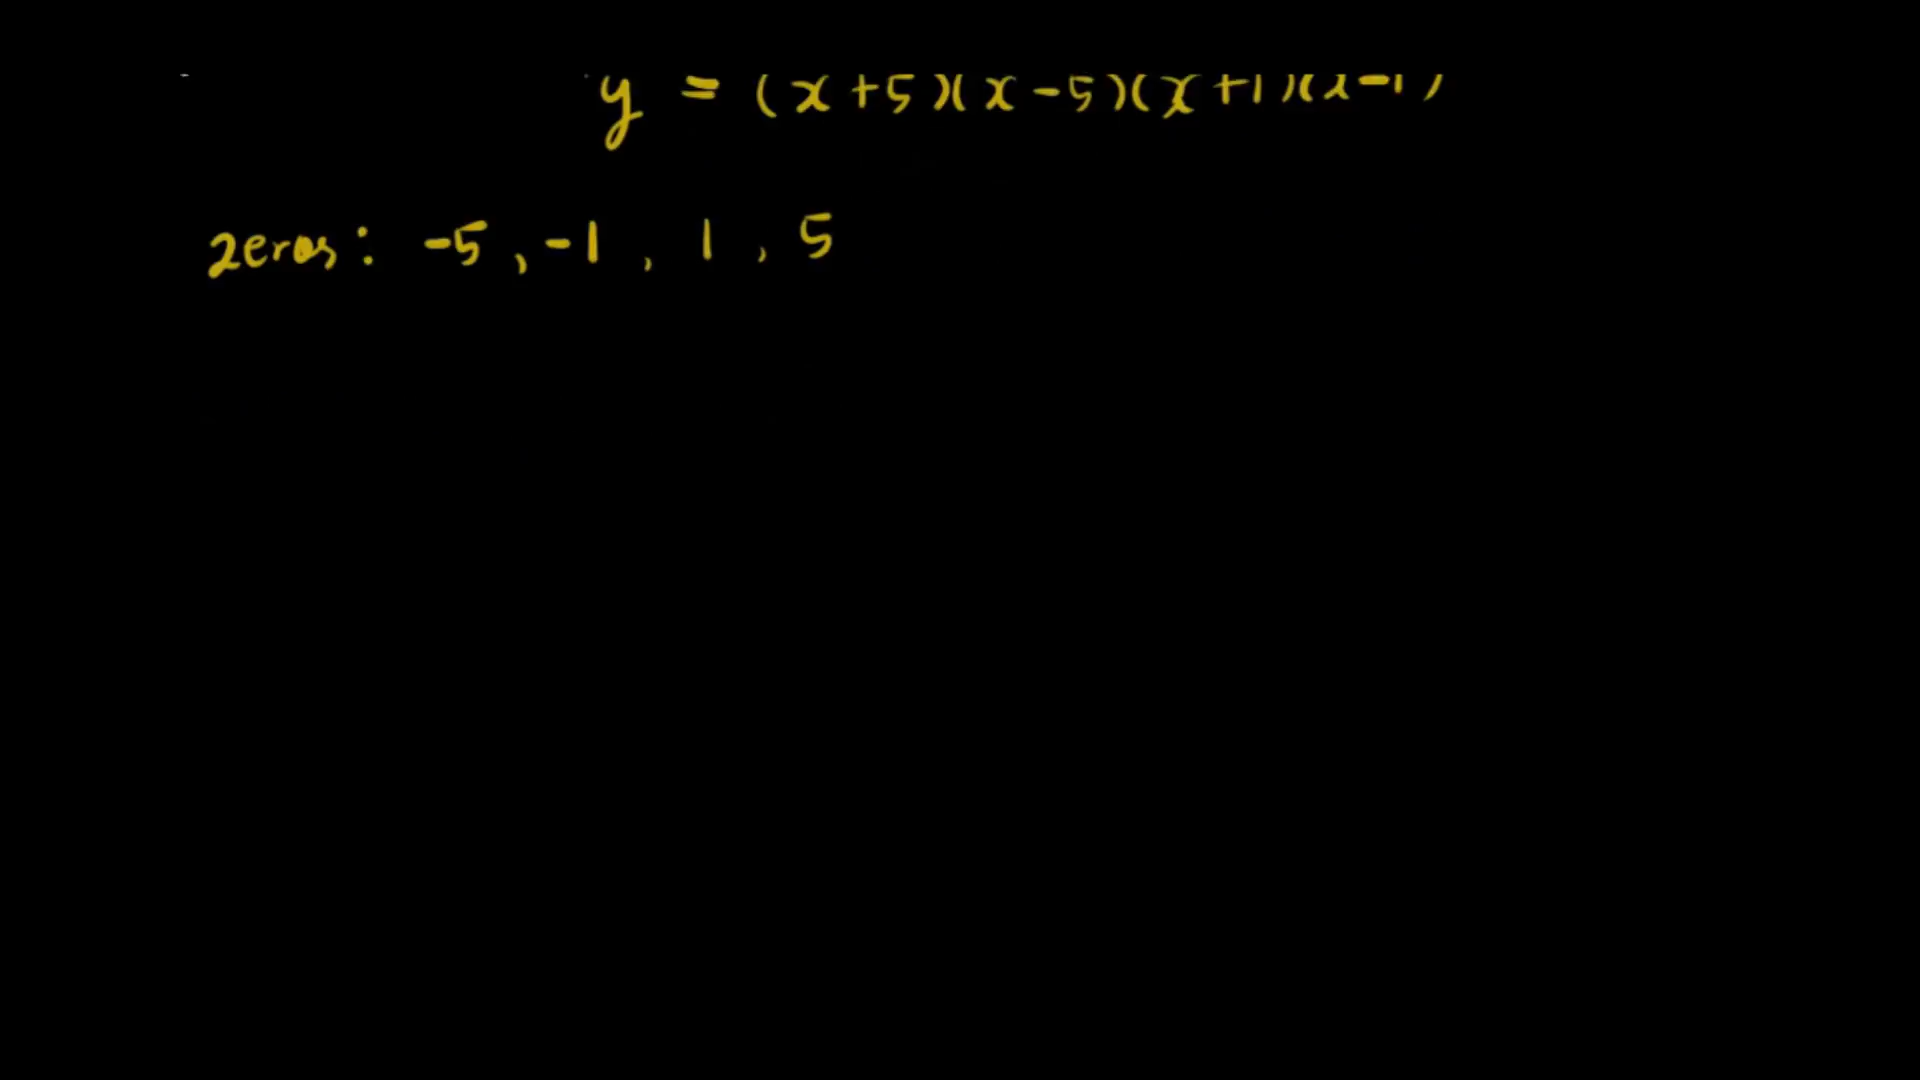 y = (x+5)(x-5)(x+1)(x-1)
zeros: -5, -1, 1, 5